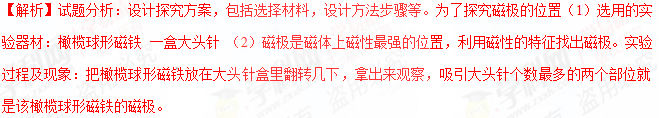 【解析】试题分析：设计探究方案，包括选择材料，设计方法步骤等。为了探究磁极的位置（1）选用的实
验器材：橄榄球形磁铁 一盒大头针 （2）磁极是磁体上磁性最强的位置，利用磁性的特征找出磁极。实验
过程及现象：把橄榄球形磁铁放在大头针盒里翻转几下，拿出来观察，吸引大头针个数最多的两个部位就
是该橄榄球形磁铁的磁极。